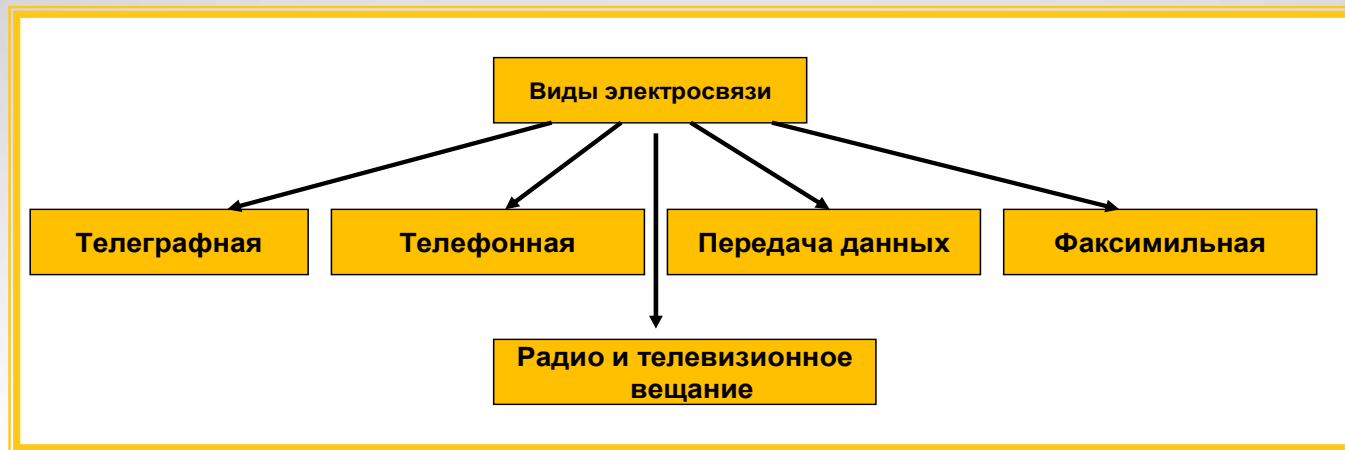 Виды электросвязи
Телеграфная
Телефонная
Передача данных
Факсимильная
Радио и телевизионное
вещание